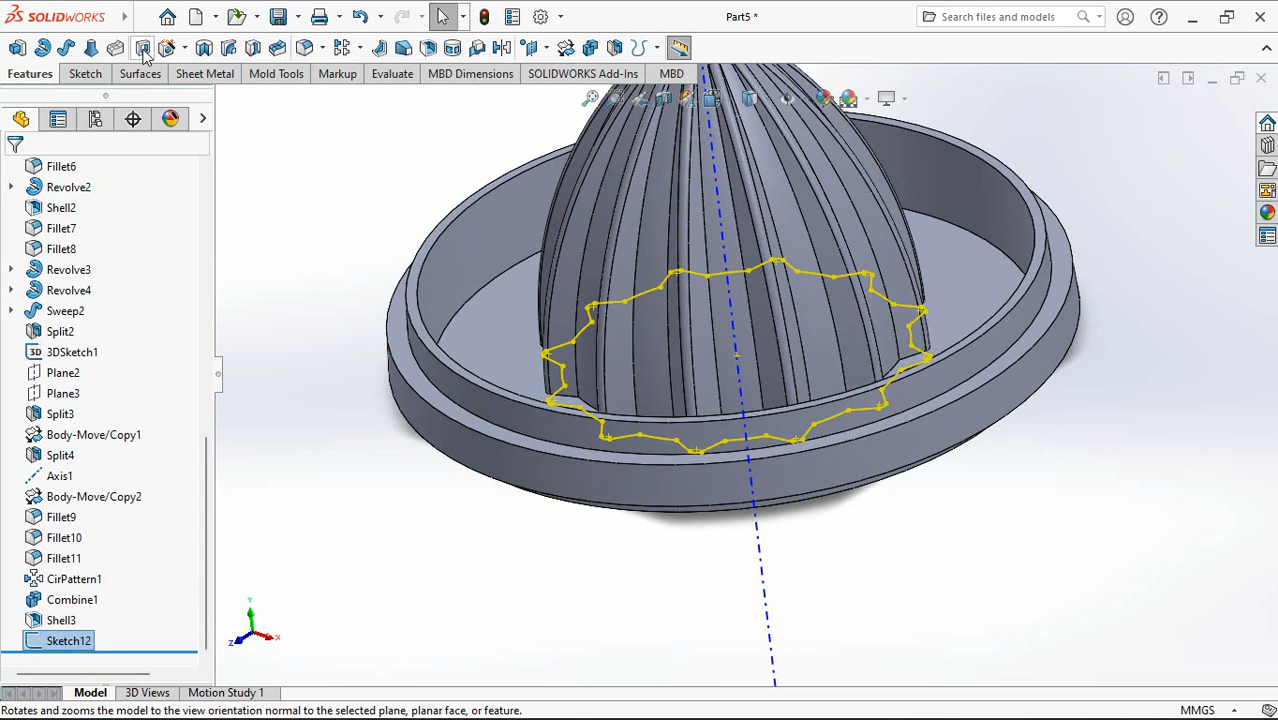 SOLIDWORKS
Part5 *
Search files and models
Features
Sketch
Surfaces
Sheet Metal
Mold Tools
Markup
Evaluate
MBD Dimensions
SOLIDWORKS Add-Ins
MBD
Fillet6
Revolve2
Shell2
Fillet7
Fillet8
Revolve3
Revolve4
Sweep2
Split2
3D 3DSketch1
Plane2
Plane3
Split3
Body-Move/Copy1
Split4
Axis1
Body-Move/Copy2
Fillet9
Fillet10
Fillet11
CirPattern1
Combine1
Shell3
Sketch12
Y
Z
X
Model
3D Views
Motion Study 1
Rotates and zooms the model to the view orientation normal to the selected plane, planar face, or feature.
MMGS